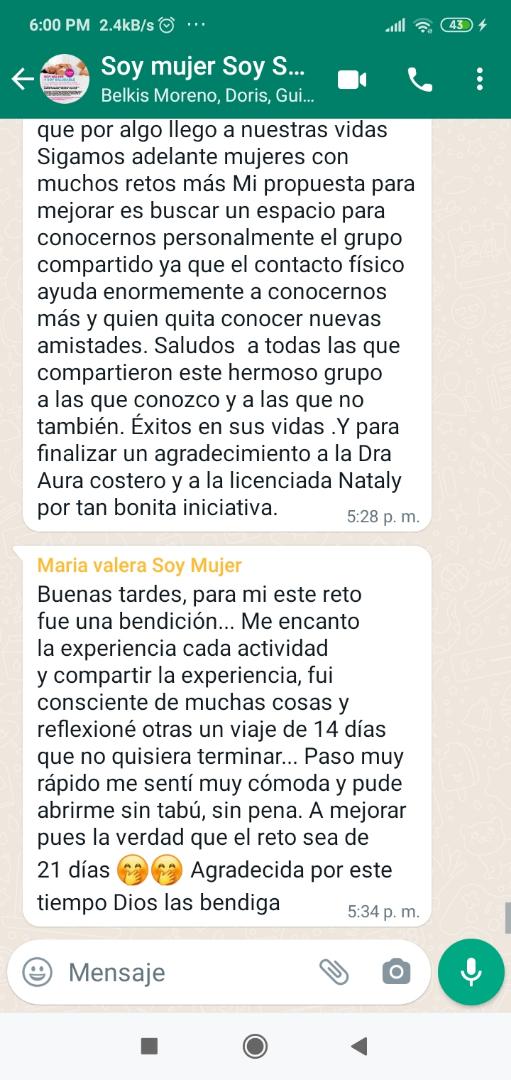 6:00 PM 2.4kB/s ...
43
Soy mujer Soy S...
Belkis Moreno, Doris, Gui...
que por algo llego a nuestras vidas
Sigamos adelante mujeres con
muchos retos más Mi propuesta para
mejorar es buscar un espacio para
conocernos personalmente el grupo
compartido ya que el contacto físico
ayuda enormemente a conocernos
más y quien quita conocer nuevas
amistades. Saludos  a todas las que
compartieron este hermoso grupo
a las que conozco y a las que no
también. Éxitos en sus vidas .Y para
finalizar un agradecimiento a la Dra
Aura costero y a la licenciada Nataly
por tan bonita iniciativa.
5:28 p. m.
Maria valera Soy Mujer
Buenas tardes, para mi este reto
fue una bendición... Me encanto
la experiencia cada actividad
y compartir la experiencia, fui
consciente de muchas cosas y
reflexioné otras un viaje de 14 días
que no quisiera terminar... Paso muy
rápido me sentí muy cómoda y pude
abrirme sin tabú, sin pena. A mejorar
pues la verdad que el reto sea de
21 días 🤭🤭 Agradecida por este
tiempo Dios las bendiga
5:34 p. m.
Mensaje